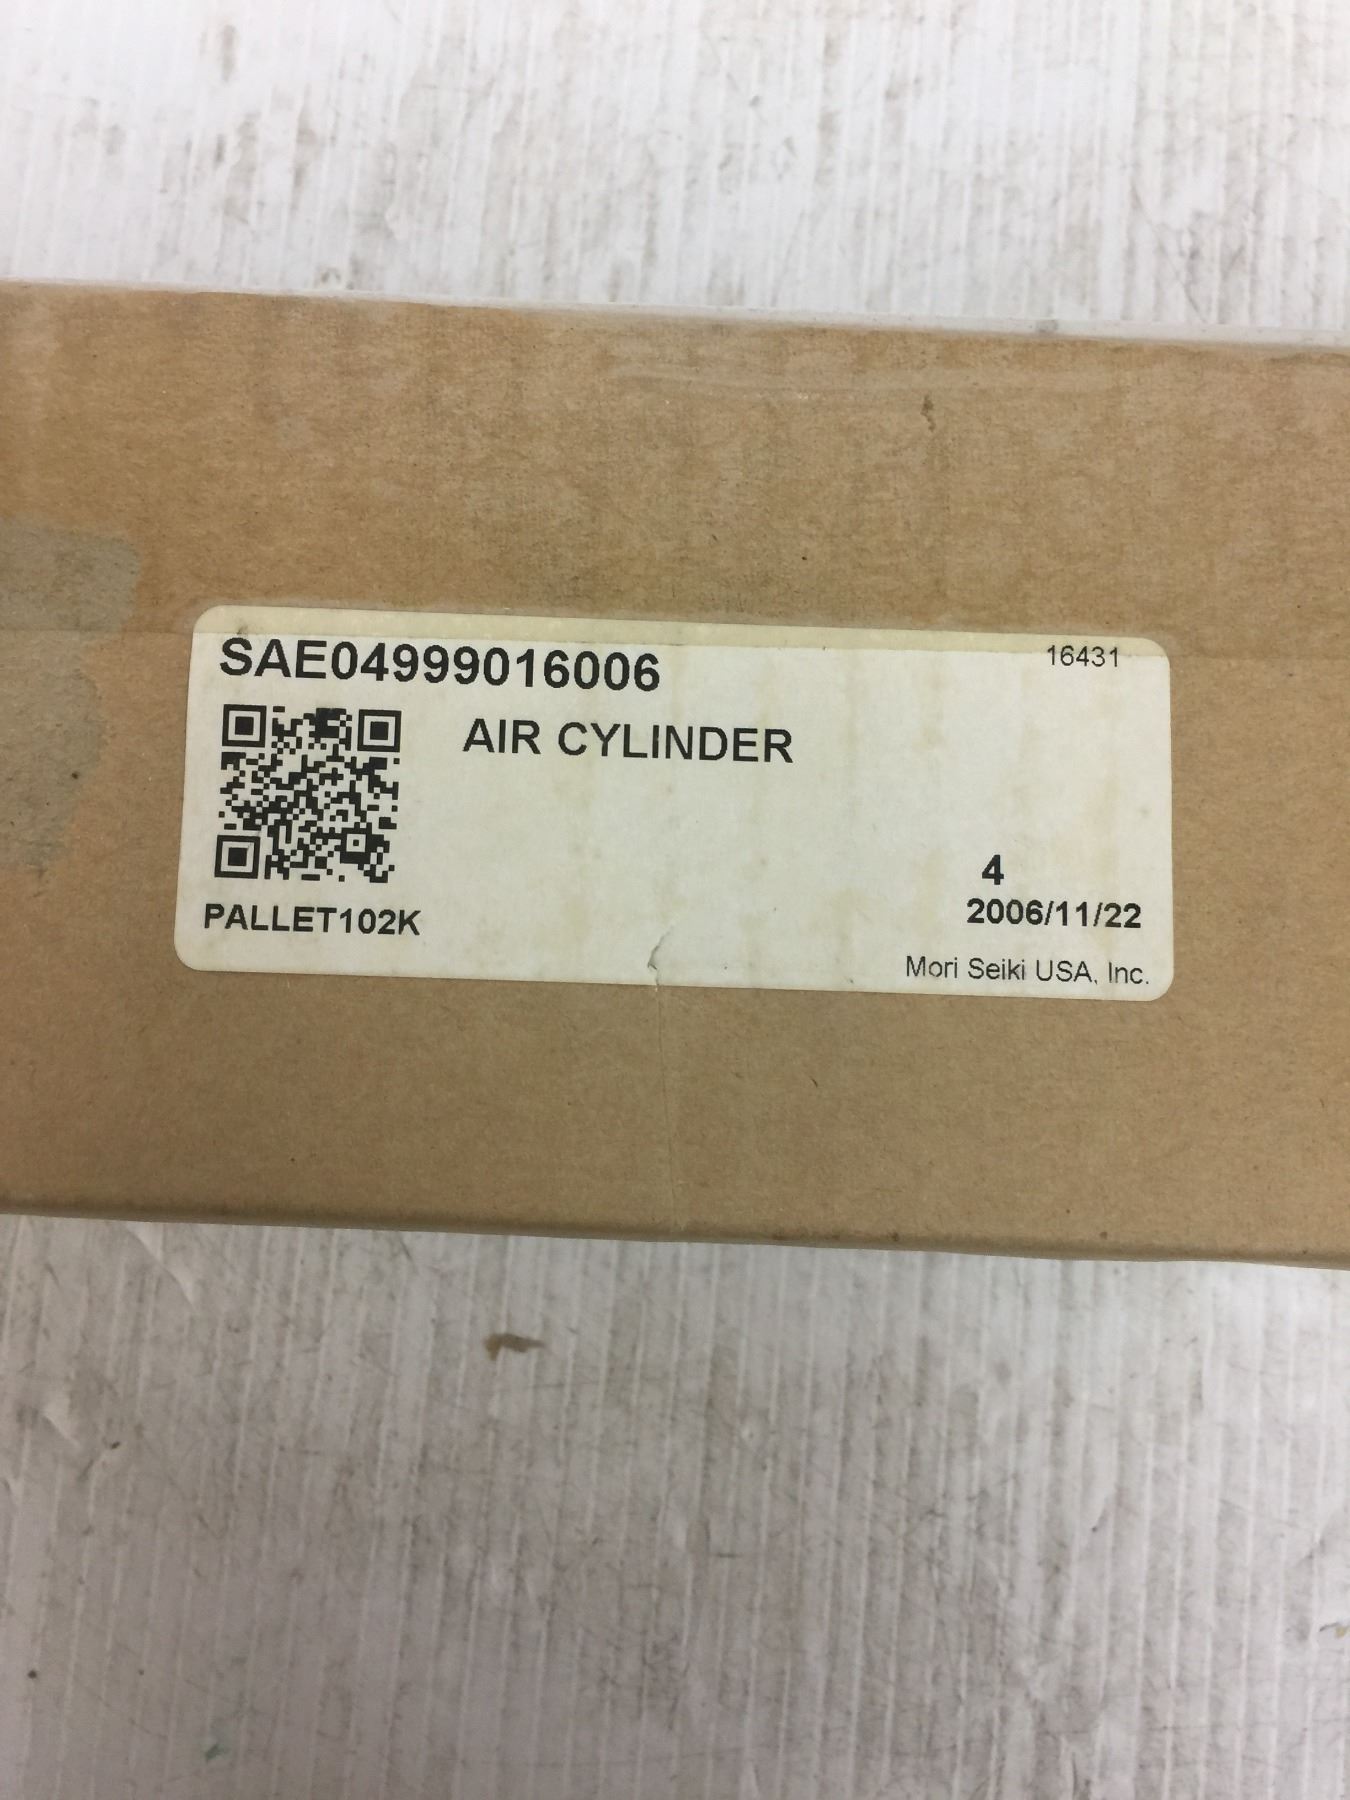 SAE04999016006
16431
AIR CYLINDER
4
PALLET102K
2006/11/22
Mori Seiki USA, Inc.